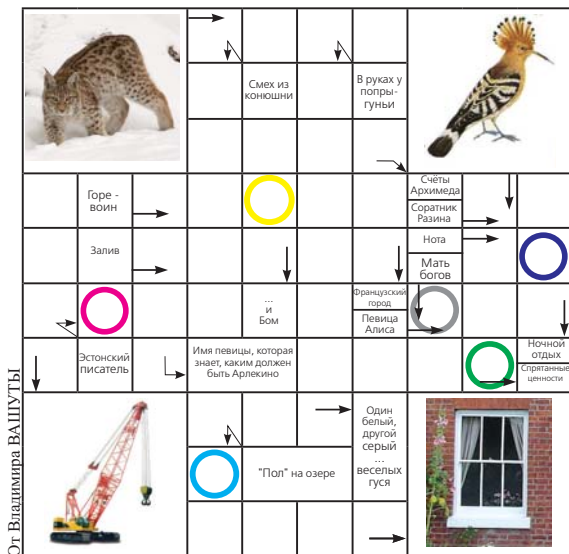 Смех из
конюшни
В руках у
попры-
гуньи
Горе -
воин
Счёты
Архимеда
Соратник
Разина
Залив
Нота
Мать
богов
...
и
Бом
Французский
город
Певица
Алиса
Эстонский
писатель
Имя певицы, которая
знает, каким должен
быть Арлекино
Ночной
отдых
Спрятанные
ценности
От Владимира ВАШУТЫ
"Пол" на озере
Один
белый,
другой
серый
...
веселых
гуся